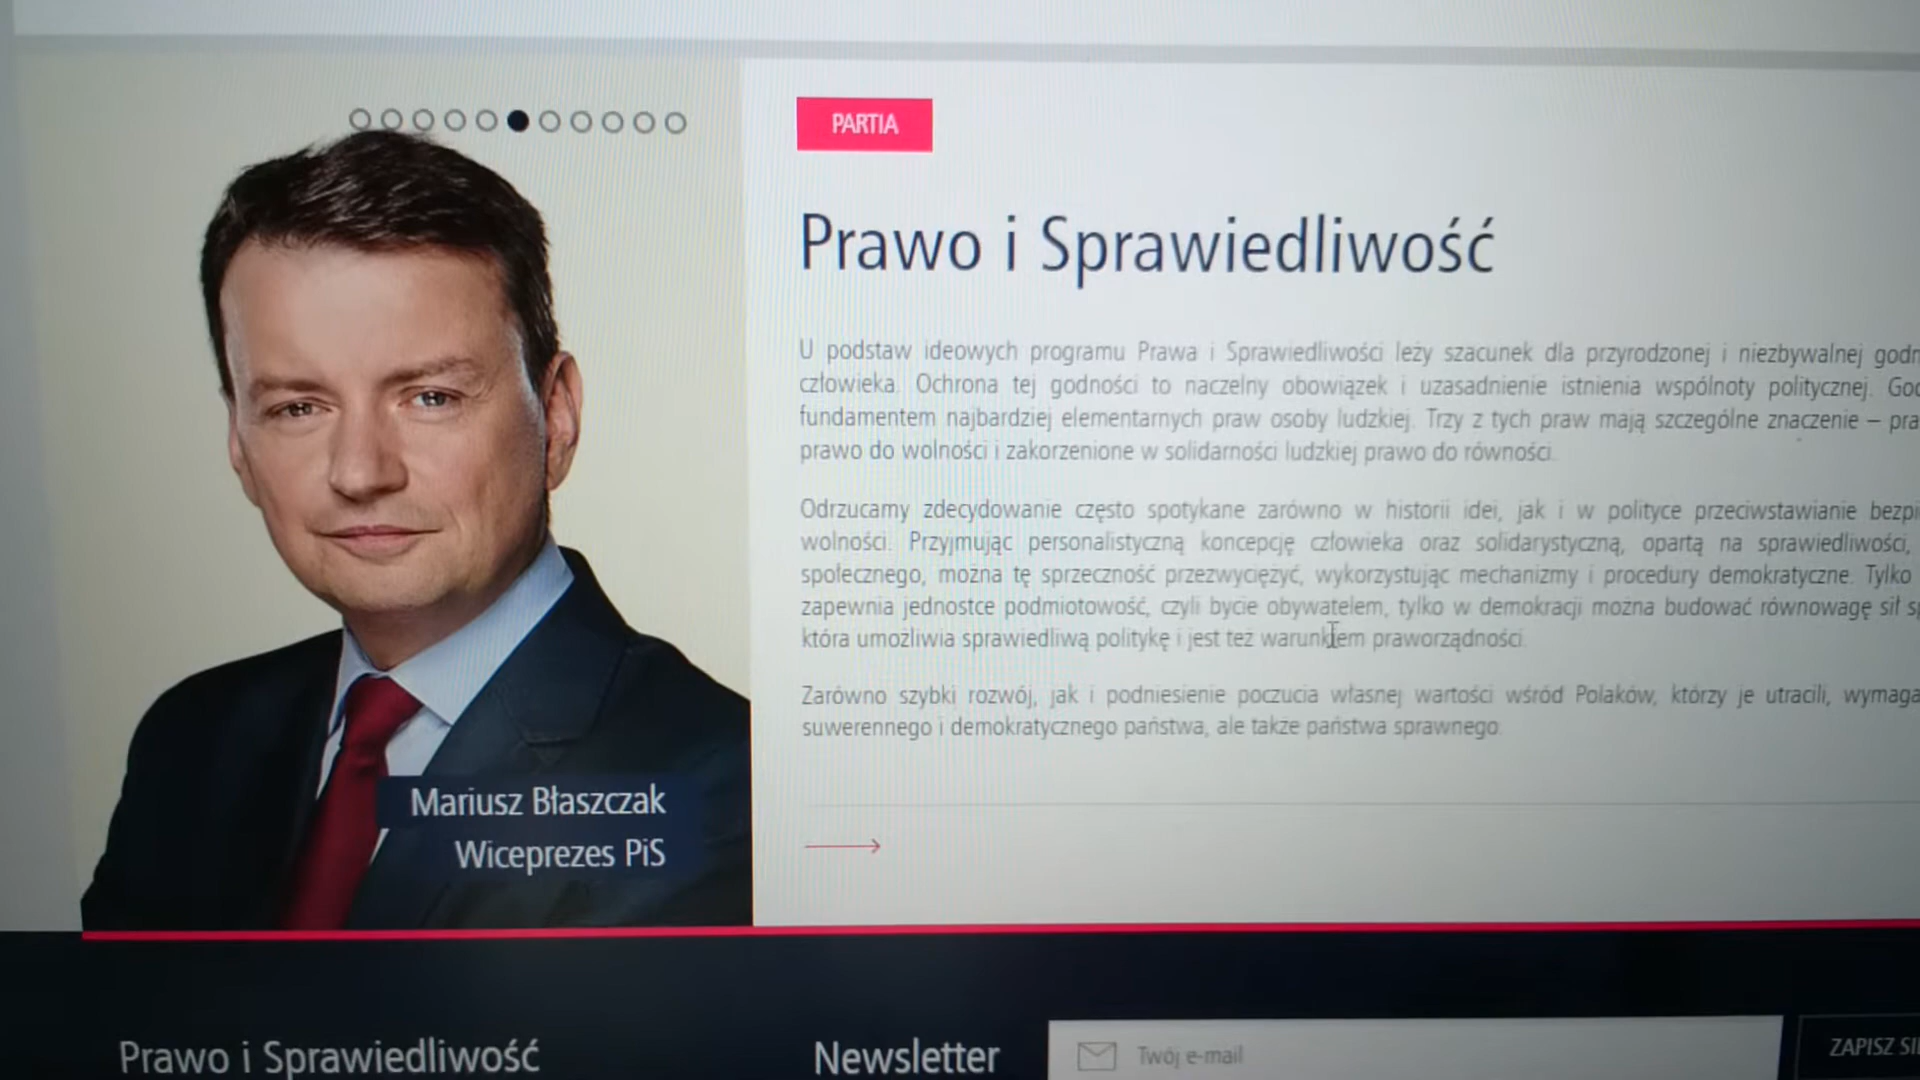 PARTIA
Prawo i Sprawiedliwość
U podstaw ideowych programu Prawa i Sprawiedliwości leży szacunek dla przyrodzonej i niezbywalnej
człowieka. Ochrona tej godności to naczelny obowiązek i uzasadnienie istnienia wspólnoty politycznej.
fundamentem najbardziej elementarnych praw osoby ludzkiej. Trzy z tych praw mają szczególne znaczenie –
prawo do wolności i zakorzenione w solidarności ludzkiej prawo do równości.
Odrzucamy zdecydowanie często spotykane zarówno w historii idei, jak i w polityce przeciwstawianie
wolności. Przyjmując personalistyczną koncepcję człowieka oraz solidarystyczną, opartą na sprawiedliwości,
społecznego, można tę sprzeczność przezwyciężyć, wykorzystując mechanizmy i procedury demokratyczne. Tylko
zapewnia jednostce podmiotowość, czyli bycie obywatelem, tylko w demokracji można budować równowagę sił
która umożliwia sprawiedliwą politykę i jest też warunkiem praworządności.
Zarówno szybki rozwój, jak i podniesienie poczucia własnej wartości wśród Polaków, którzy je utracili,
suwerennego i demokratycznego państwa, ale także państwa sprawnego.
Mariusz Błaszczak
Wiceprezes PiS
Prawo i Sprawiedliwość
Newsletter
Twój e-mail
ZAPISZ